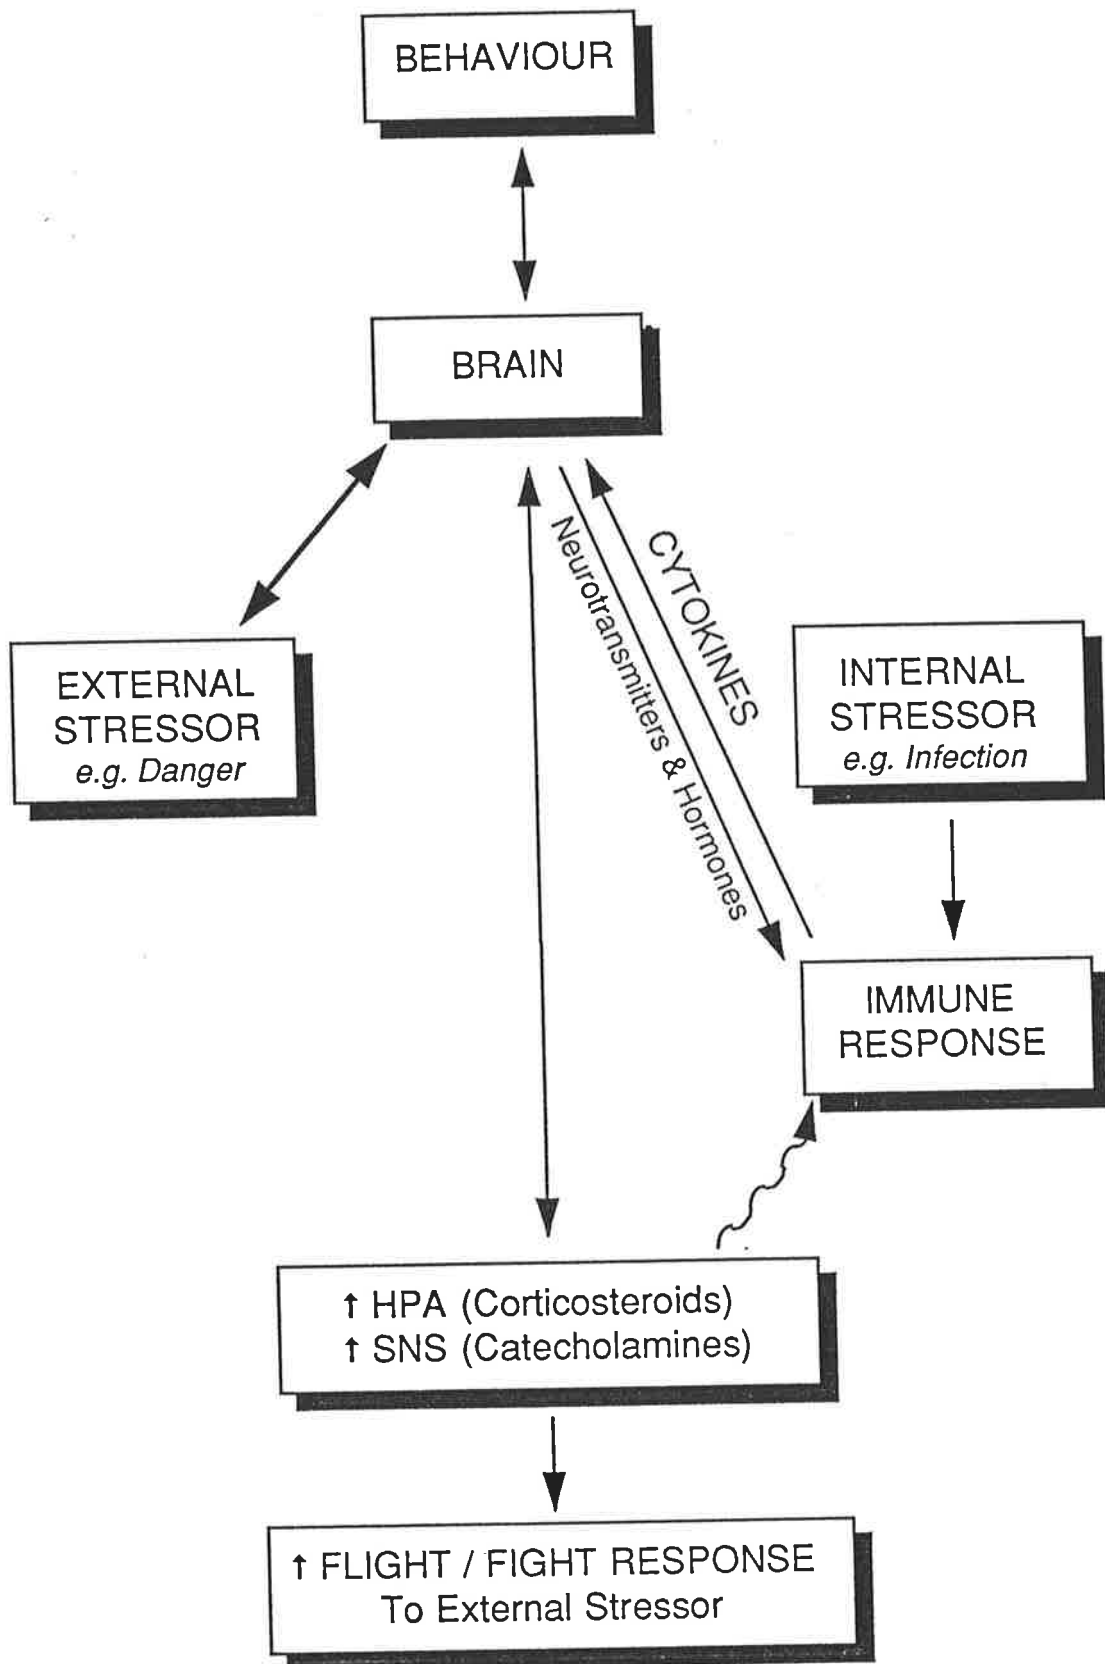 BEHAVIOUR
BRAIN
Neurotransmitters & Hormones
CYTOKINES
EXTERNAL
STRESSOR
e.g. Danger
INTERNAL
STRESSOR
e.g. Infection
IMMUNE
RESPONSE
↑ HPA (Corticosteroids)
↑ SNS (Catecholamines)
↑ FLIGHT / FIGHT RESPONSE
To External Stressor